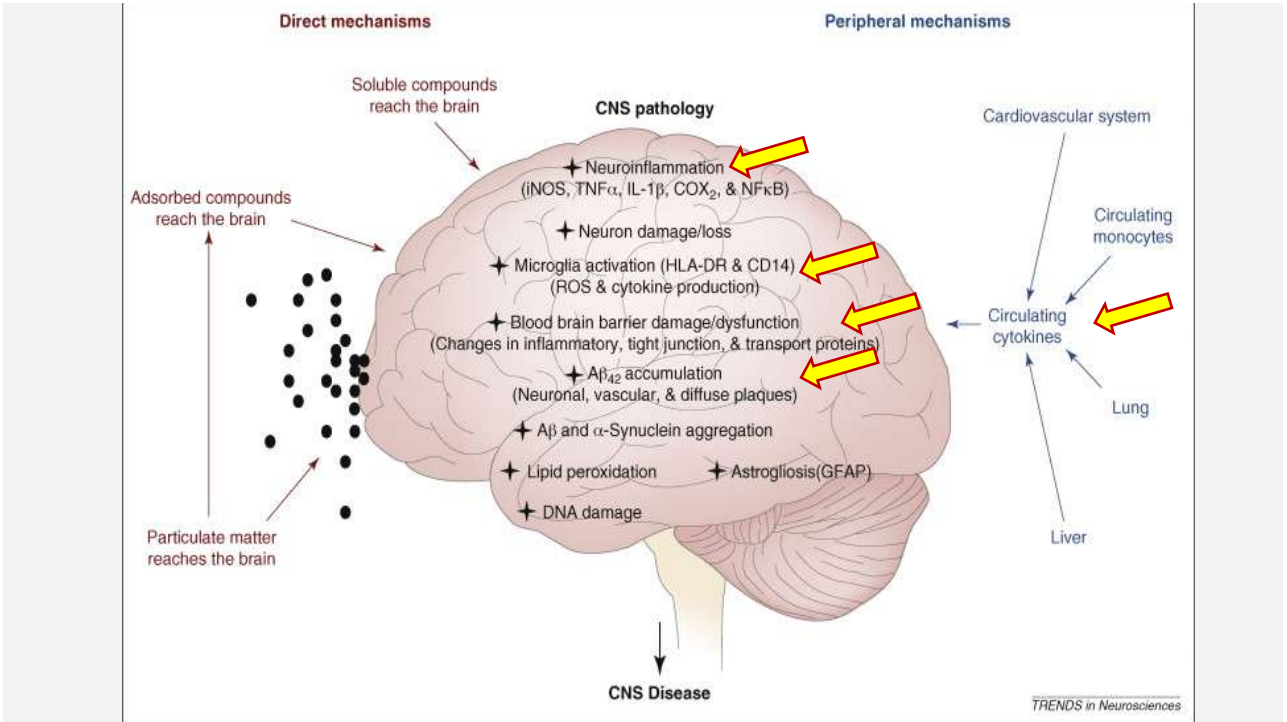 Direct mechanisms
Peripheral mechanisms
Soluble compounds
reach the brain
CNS pathology
Cardiovascular system
Neuroinflammation
(iNOS, TNFα, IL-1β, COX₂, & NFκB)
Adsorbed compounds
reach the brain
Circulating
monocytes
Neuron damage/loss
Microglia activation (HLA-DR & CD14)
(ROS & cytokine production)
Blood brain barrier damage/dysfunction
(Changes in inflammatory, tight junction, & transport proteins)
Circulating
cytokines
Aβ₄₂ accumulation
(Neuronal, vascular, & diffuse plaques)
Lung
Aβ and α-Synuclein aggregation
Lipid peroxidation
Astrogliosis(GFAP)
DNA damage
Particulate matter
reaches the brain
Liver
CNS Disease
TRENDS in Neurosciences